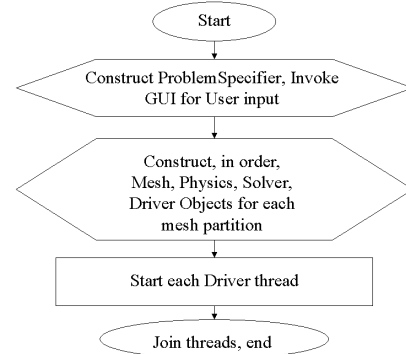 Start
Construct ProblemSpecifier, Invoke
GUI for User input
Construct, in order,
Mesh, Physics, Solver,
Driver Objects for each
mesh partition
Start each Driver thread
Join threads, end